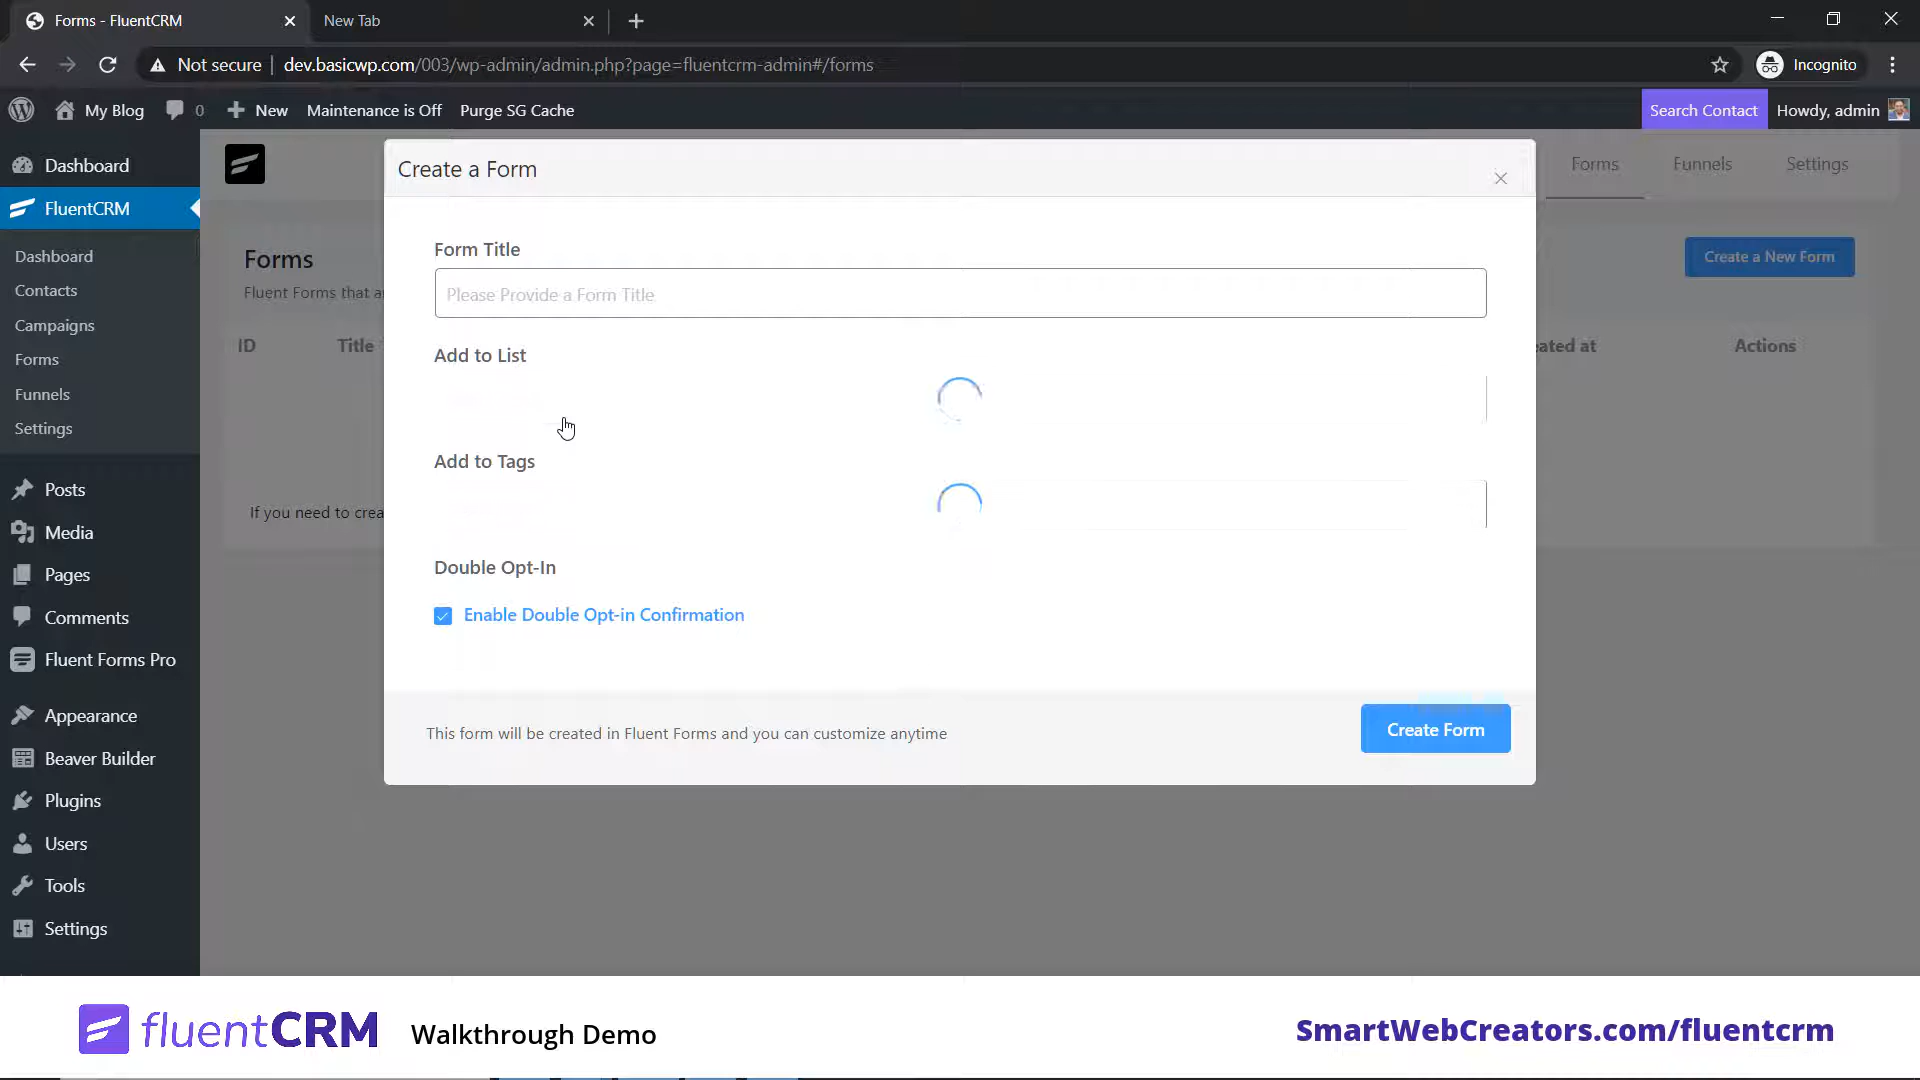 Forms - FluentCRM
New Tab
Not secure
dev.basicwp.com/003/wp-admin/admin.php?page=fluentcrm-admin#/forms
Incognito
My Blog
0
New
Maintenance is Off
Purge SG Cache
Search Contact
Howdy, admin
Dashboard
FluentCRM
Dashboard
Contacts
Campaigns
Forms
Funnels
Settings
Posts
Media
Pages
Comments
Fluent Forms Pro
Appearance
Beaver Builder
Plugins
Users
Tools
Settings
Forms
Funnels
Settings
Forms
Create a New Form
Fluent Forms that
ID
Title
Actions
If you need to
Create a Form
Form Title
Please Provide a Form Title
Add to List
Add to Tags
Double Opt-In
Enable Double Opt-in Confirmation
This form will be created in Fluent Forms and you can customize anytime
Create Form
fluentCRM
Walkthrough Demo
SmartWebCreators.com/fluentcrm